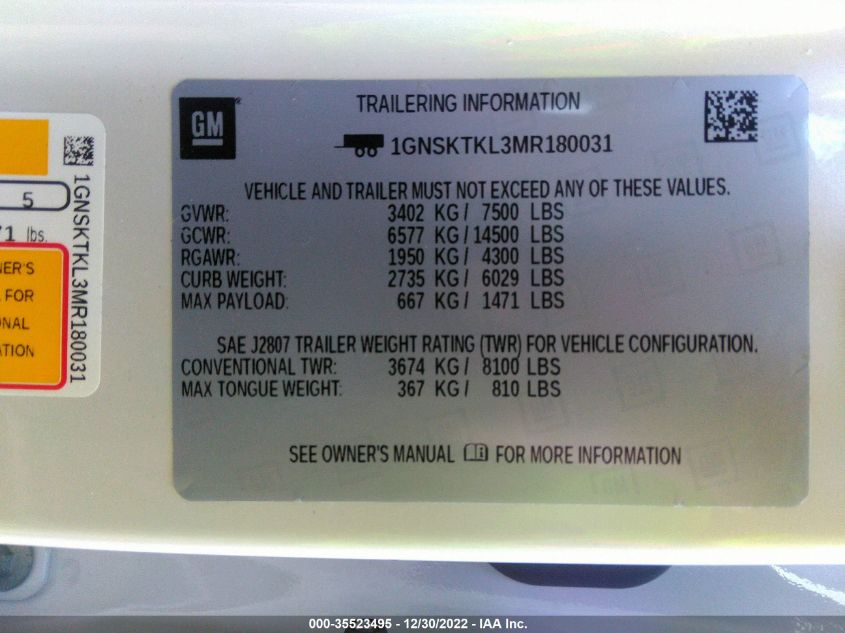 GM
TRAILERING INFORMATION
1GNSKTKL3MR180031
VEHICLE AND TRAILER MUST NOT EXCEED ANY OF THESE VALUES.
GVWR: 3402 KG / 7500 LBS
GCWR: 6577 KG / 14500 LBS
RGAWR: 1950 KG / 4300 LBS
CURB WEIGHT: 2735 KG / 6029 LBS
MAX PAYLOAD: 667 KG / 1471 LBS
SAE J2807 TRAILER WEIGHT RATING (TWR) FOR VEHICLE CONFIGURATION.
CONVENTIONAL TWR: 3674 KG / 8100 LBS
MAX TONGUE WEIGHT: 367 KG / 810 LBS
SEE OWNER'S MANUAL FOR MORE INFORMATION
5
71 lbs.
NER'S
FOR
NAL
TION
1GNSKTKL3MR180031
000-35523495 - 12/30/2022 - IAA Inc.